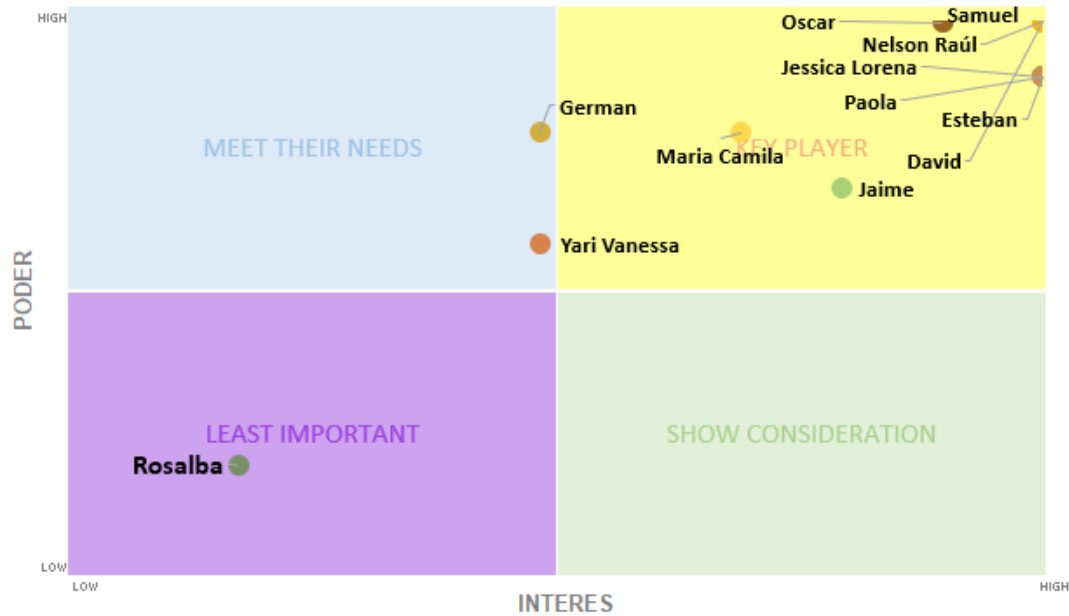 HIGH
Samuel
Oscar
Nelson Raúl
Jessica Lorena
Paola
German
Esteban
MEET THEIR NEEDS
KEY PLAYER
Maria Camila
David
Jaime
Yari Vanessa
PODER
LEAST IMPORTANT
SHOW CONSIDERATION
Rosalba
LOW
LOW
HIGH
INTERES